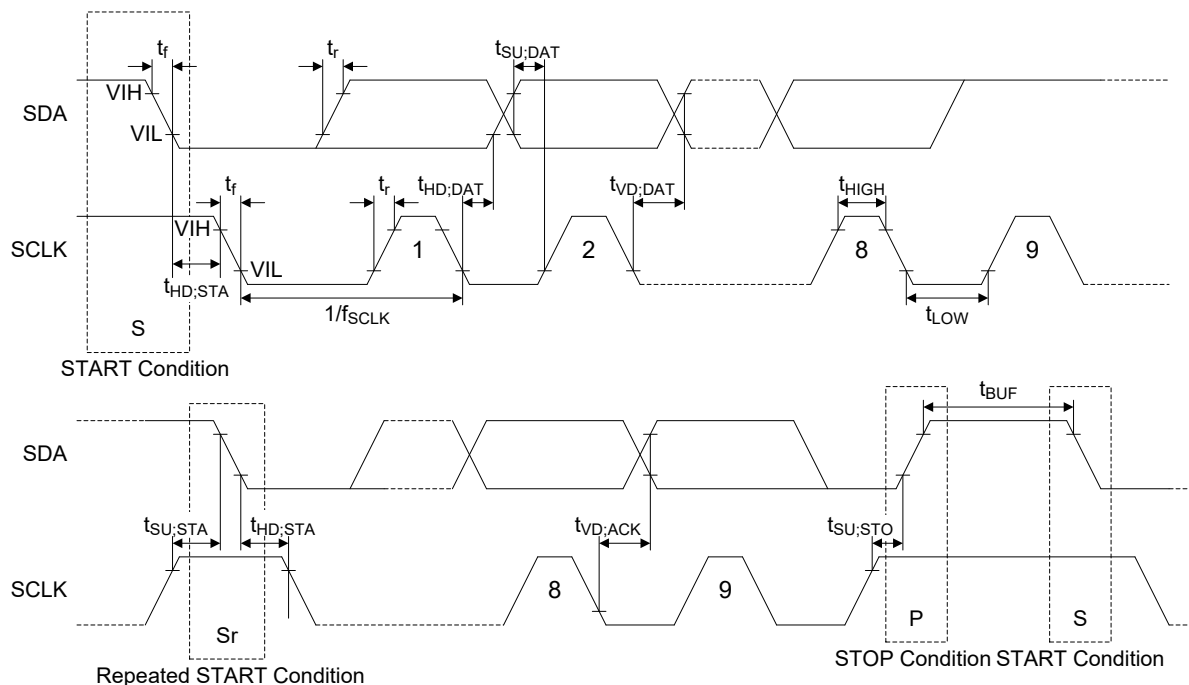 tf
tr
tSU;DAT
VIH
SDA
VIL
tf
tr
tHD;DAT
tVD;DAT
tHIGH
VIH
SCLK
1
2
8
9
VIL
tHD;STA
1/fSCLK
tLOW
S
START Condition
tBUF
SDA
tSU;STA
tHD;STA
tVD;ACK
tSU;STO
SCLK
8
9
Sr
P
S
Repeated START Condition
STOP Condition
START Condition